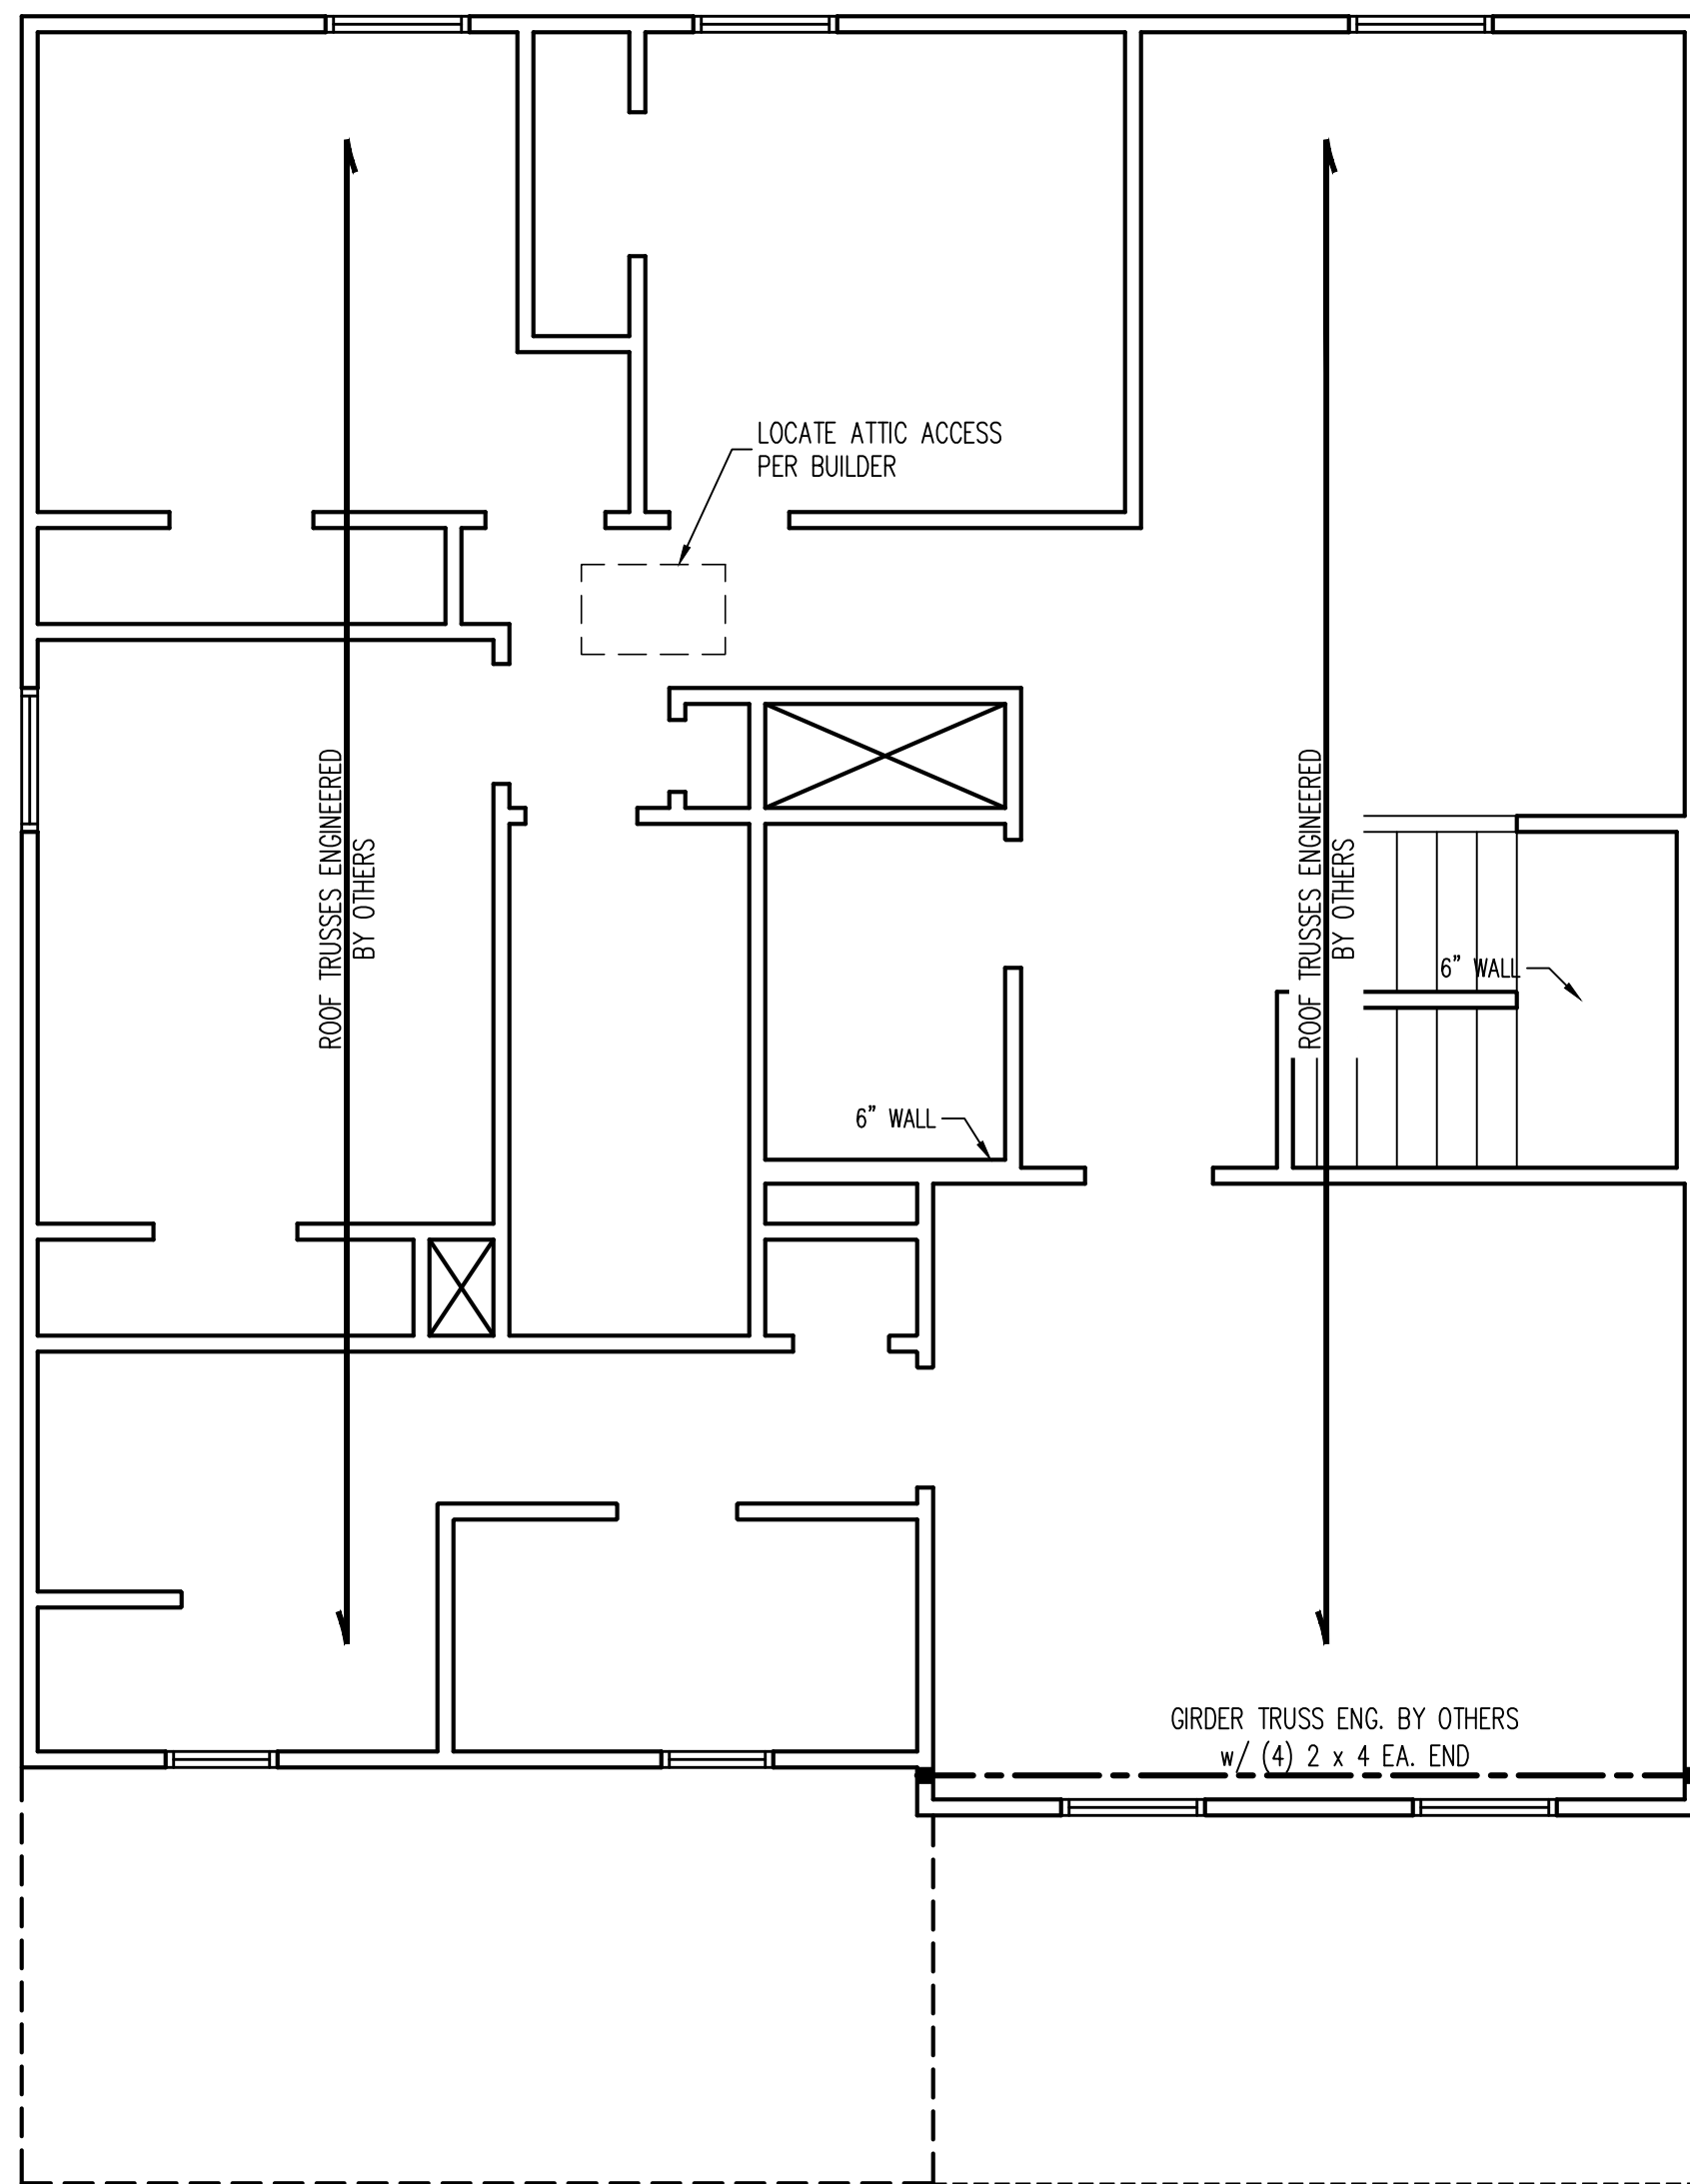 LOCATE ATTIC ACCESS
PER BUILDER
ROOF TRUSSES ENGINEERED
BY OTHERS
ROOF TRUSSES ENGINEERED
BY OTHERS
6" WALL
6" WALL
GIRDER TRUSS ENG. BY OTHERS
w/ (4) 2 x 4 EA. END